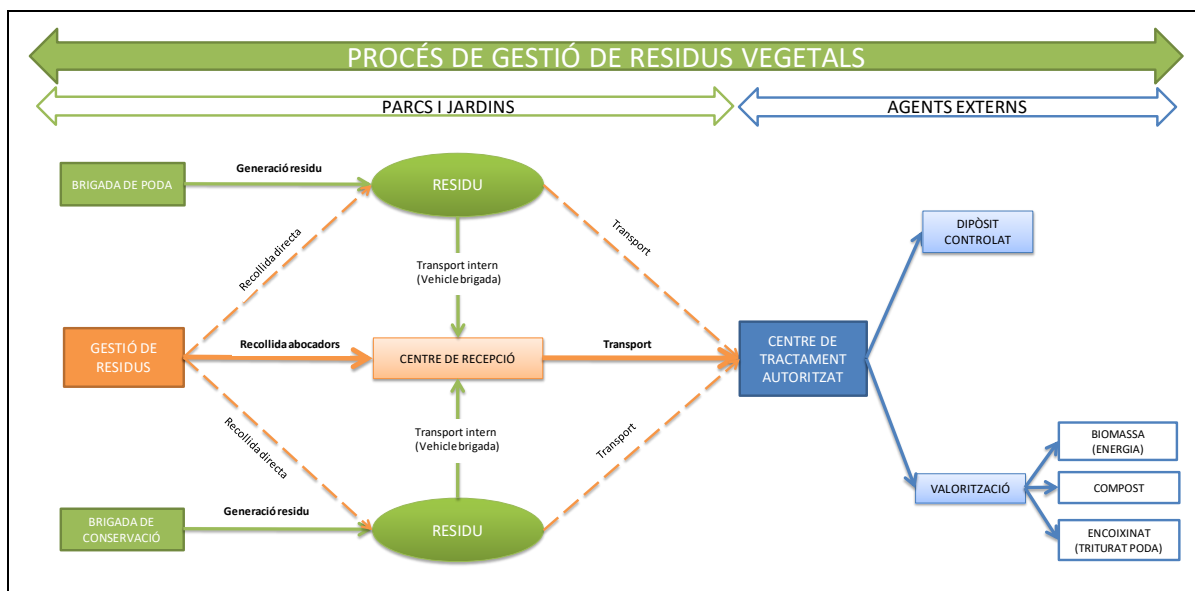 PROCÉS DE GESTIÓ DE RESIDUS VEGETALS
PARCS I JARDINS
AGENTS EXTERNS
BRIGADA DE PODA
Generació residu
RESIDU
Recollida directa
Transport
Transport intern
(Vehicle brigada)
DIPÒSIT
CONTROLAT
GESTIÓ DE
RESIDUS
Recollida abocadors
CENTRE DE RECEPCIÓ
Transport
CENTRE DE
TRACTAMENT
AUTORITZAT
Recollida directa
Transport intern
(Vehicle brigada)
Transport
BIOMASSA
(ENERGIA)
VALORITZACIÓ
COMPOST
BRIGADA DE
CONSERVACIÓ
Generació residu
RESIDU
ENCOIXINAT
(TRITURAT PODA)